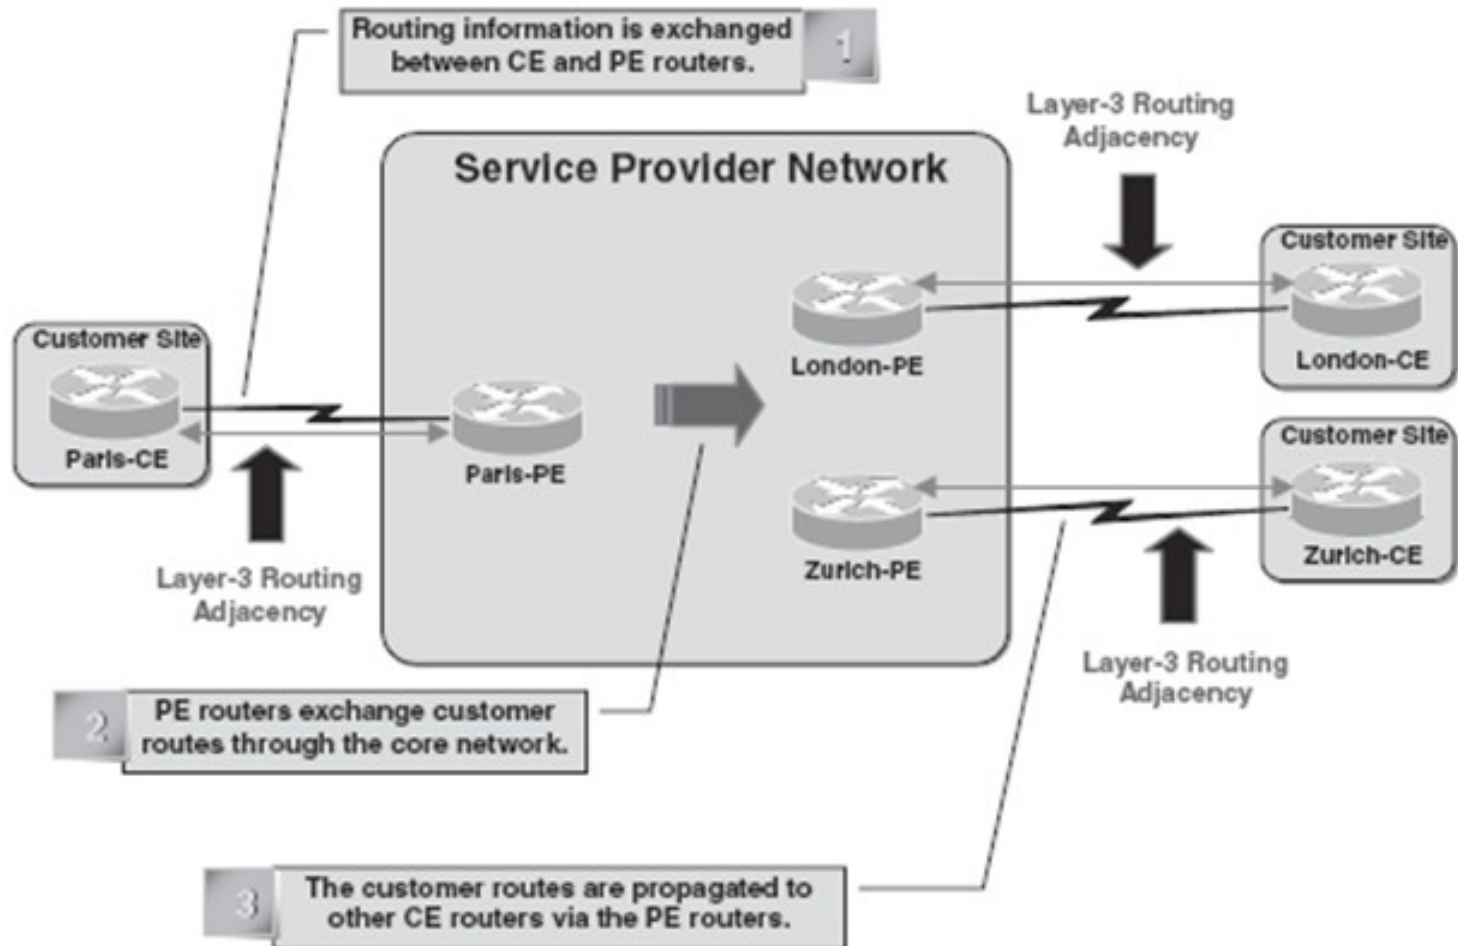 Routing information is exchanged
between CE and PE routers.
1
Layer-3 Routing
Adjacency
Service Provider Network
Customer Site
London-PE
London-CE
Customer Site
Paris-CE
Paris-PE
Customer Site
Zurich-PE
Zurich-CE
Layer-3 Routing
Adjacency
Layer-3 Routing
Adjacency
2
PE routers exchange customer
routes through the core network.
3
The customer routes are propagated to
other CE routers via the PE routers.